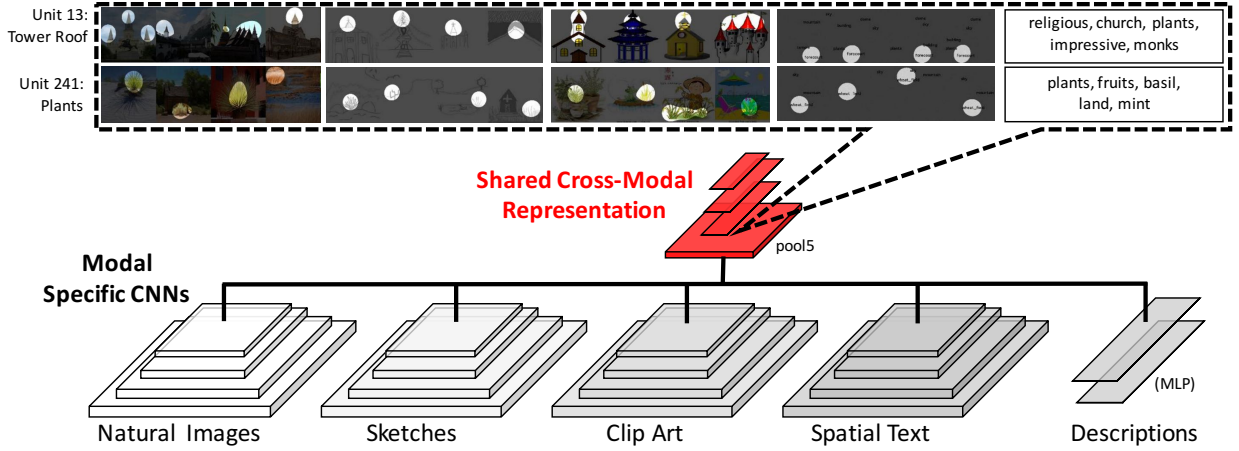 Unit 13:
Tower Roof
religious, church, plants,
impressive, monks
Unit 241:
Plants
plants, fruits, basil,
land, mint
Shared Cross-Modal
Representation
pool5
Modal
Specific CNNs
(MLP)
Natural Images
Sketches
Clip Art
Spatial Text
Descriptions